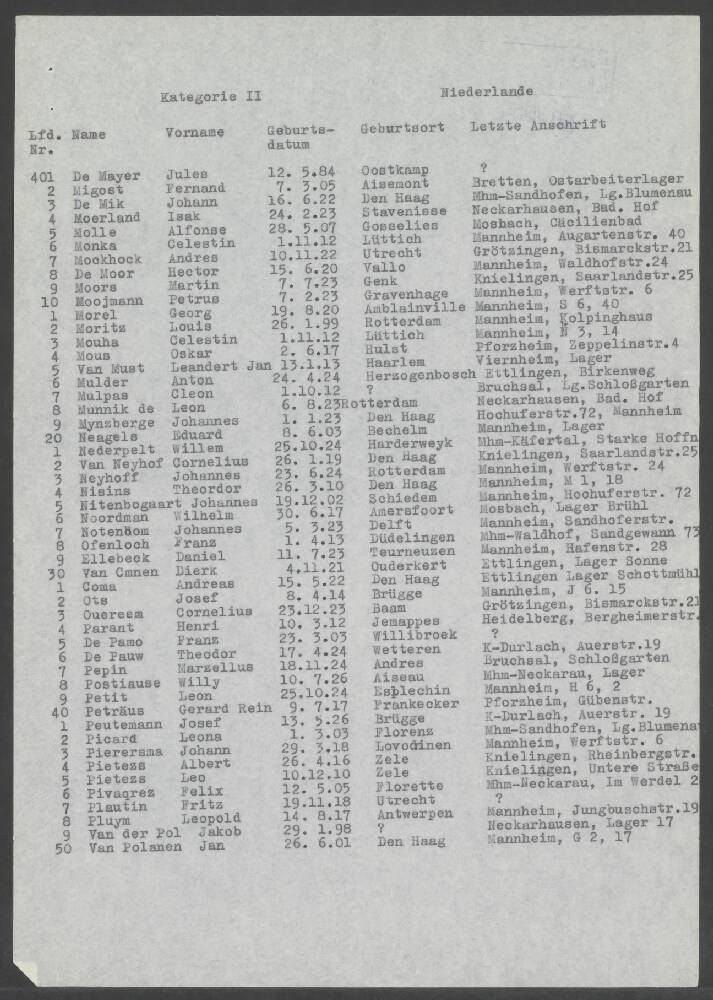 Kategorie II Niederlande
Lfd. Name Vorname Geburts- Geburtsort Letzte Anschrift
Nr. datum
401 De Mayer Jules 12. 5.84 Oostkamp ?
2 Migost Fernand 7. 3.05 Aisemont Bretten, Ostarbeiterlager
3 De Mik Johann 16. 6.22 Den Haag Mhm-Sandhofen, Lg.Blumenau
4 Moerland Isak 24. 2.23 Stavenisse Neckarhausen, Bad. Hof
5 Molle Alfonse 28. 5.07 Gosselies Mosbach, Cäcilienbad
6 Monka Celestin 1.11.12 Lüttich Mannheim, Augartenstr. 40
7 Mookhock Andres 10.11.22 Utrecht Grötzingen, Bismarckstr.21
8 De Moor Hector 15. 6.20 Vallo Mannheim, Waldhofstr.24
9 Moors Martin 7. 7.23 Genk Knielingen, Saarlandstr.25
10 Moojmann Petrus 7. 2.23 Gravenhage Mannheim, Werftstr. 6
1 Morel Georg 19. 8.20 Amblainville Mannheim, S 6, 40
2 Moritz Louis 26. 1.99 Rotterdam Mannheim, Kolpinghaus
3 Mouha Celestin 1.11.12 Lüttich Mannheim, N 3, 14
4 Mous Oskar 2. 6.17 Hulst Pforzheim, Zeppelinstr.4
5 Van Must Leandert Jan 13.1.13 Haarlem Viernheim, Lager
6 Mulder Anton 24. 4.24 Herzogenbosch Ettlingen, Birkenweg
7 Mulpas Cleon 1.10.12 ? Bruchsal, Lg.Schloßgarten
8 Munnik de Leon 6. 8.23Rotterdam Neckarhausen, Bad. Hof
9 Mynzberge Johannes 1. 1.23 Den Haag Hochuferstr.72, Mannheim
20 Neagels Eduard 8. 6.03 Bechelm Mannheim, Lager
1 Nederpelt Willem 25.10.24 Harderweyk Mhm-Käfertal, Starke Hoffn
2 Van Neyhof Cornelius 26. 1.19 Den Haag Knielingen, Saarlandstr.25
3 Neyhoff Johannes 23. 6.24 Rotterdam Mannheim, Werftstr. 24
4 Nisins Theordor 26. 3.10 Den Haag Mannheim, M 1, 18
5 Nitenbogaart Johannes 19.12.02 Schiedem Mannheim, Hochuferstr. 72
6 Noordman Wilhelm 30. 6.17 Amersfoort Mosbach, Lager Brühl
7 Notenbom Johannes 5. 3.23 Delft Mannheim, Sandhoferstr.
8 Ofenloch Franz 1. 4.13 Düdelingen Mhm-Waldhof, Sandgewann 73
9 Ellebeck Daniel 11. 7.23 Teurneuzen Mannheim, Hafenstr. 28
30 Van Omnen Dierk 4.11.21 Ouderkert Ettlingen, Lager Sonne
1 Coma Andreas 15. 5.22 Den Haag Ettlingen Lager Schottmühl
2 Ots Josef 8. 4.14 Brügge Mannheim, J 6. 15
3 Ouereem Cornelius 23.12.23 Baam Grötzingen, Bismarckstr.21
4 Parant Henri 10. 3.12 Jemappes Heidelberg, Bergheimerstr.
5 De Pamo Franz 23. 3.03 Willibroek ?
6 De Pauw Theodor 17. 4.24 Wetteren K-Durlach, Auerstr.19
7 Pepin Marzellus 18.11.24 Andres Bruchsal, Schloßgarten
8 Postiause Willy 10. 7.26 Aiseau Mhm-Neckarau, Lager
9 Petit Leon 25.10.24 Esplechin Mannheim, H 6, 2
40 Peträus Gerard Rein 9. 7.17 Frankecker Pforzheim, Gübenstr.
1 Peutemann Josef 13. 5.26 Brügge K-Durlach, Auerstr. 19
2 Picard Leona 1. 3.03 Florenz Mhm-Sandhofen, Lg.Blumena
3 Pierersma Johann 29. 3.18 Lovodinen Mannheim, Werftstr. 6
4 Pietezs Albert 26. 4.16 Zele Knielingen, Rheinbergstr.
5 Pietezs Leo 10.12.10 Zele Knielingen, Untere Straße
6 Pivaqrez Felix 12. 5.05 Florette Mhm-Neckarau, Im Werdel 2
7 Plautin Fritz 19.11.18 Utrecht ?
8 Pluym Leopold 14. 8.17 Antwerpen Mannheim, Jungbuschstr.19
9 Van der Pol Jakob 29. 1.98 ? Neckarhausen, Lager 17
50 Van Polanen Jan 26. 6.01 Den Haag Mannheim, G 2, 17